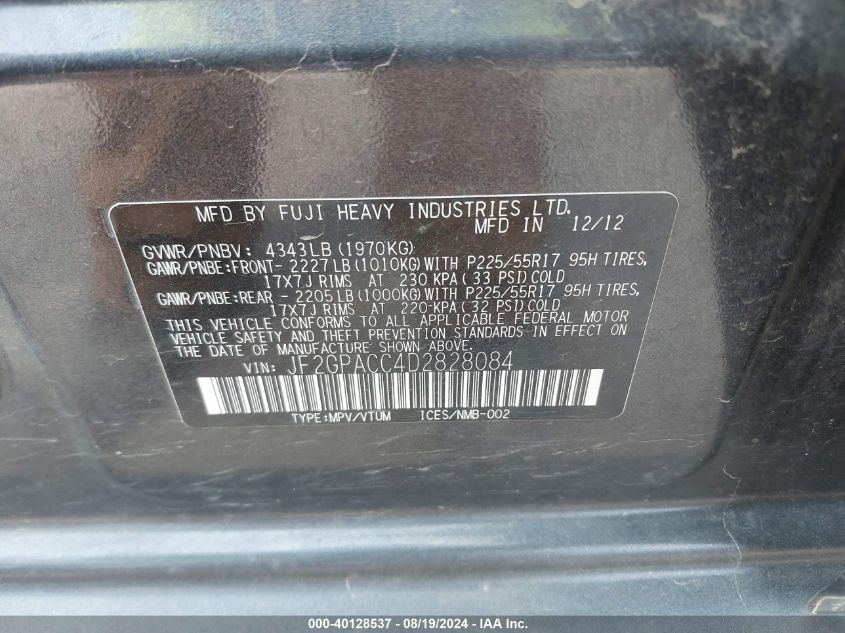 MFD BY FUJI HEAVY INDUSTRIES LTD.
MFD IN 12/12
GVWR/PNBV: 4343LB (1970KG)
GAWR/PNBE:FRONT- 2227LB (1010KG) WITH P225/55R17 95H TIRES,
17X7J RIMS AT 230 KPA (33 PSI) COLD
GAWR/PNBE:REAR - 2205LB (1000KG) WITH P225/55R17 95H TIRES,
17X7J RIMS AT 220 KPA (32 PSI) COLD
THIS VEHICLE CONFORMS TO ALL APPLICABLE FEDERAL MOTOR
VEHICLE SAFETY AND THEFT PREVENTION STANDARDS IN EFFECT ON
THE DATE OF MANUFACTURE SHOWN ABOVE.
VIN: JF2GPACC4D2828084
TYPE:MPV/VTUM ICES/NMB-002
000-40128537 - 08/19/2024 - IAA Inc.